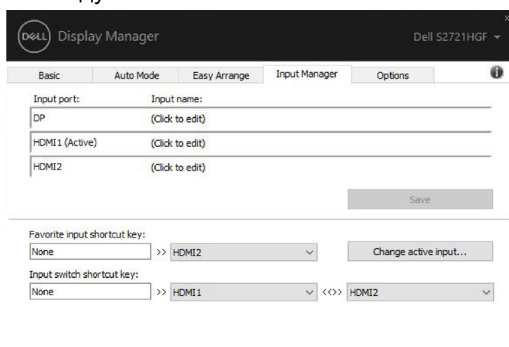 DELL Display Manager Dell S2721HGF
Basic Auto Mode Easy Arrange Input Manager Options
Input port: Input name:
DP (Click to edit)
HDMI1 (Active) (Click to edit)
HDMI2 (Click to edit)
Save
Favorite input shortcut key:
None >> HDMI2 Change active input...
Input switch shortcut key:
None >> HDMI1 <<>> HDMI2